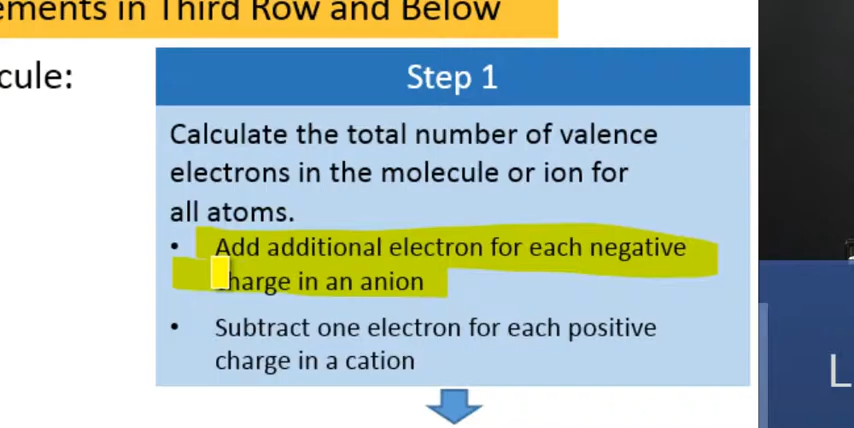 ements in Third Row and Below
cule:
Step 1
Calculate the total number of valence
electrons in the molecule or ion for
all atoms.
• Add additional electron for each negative
charge in an anion
• Subtract one electron for each positive
charge in a cation
L